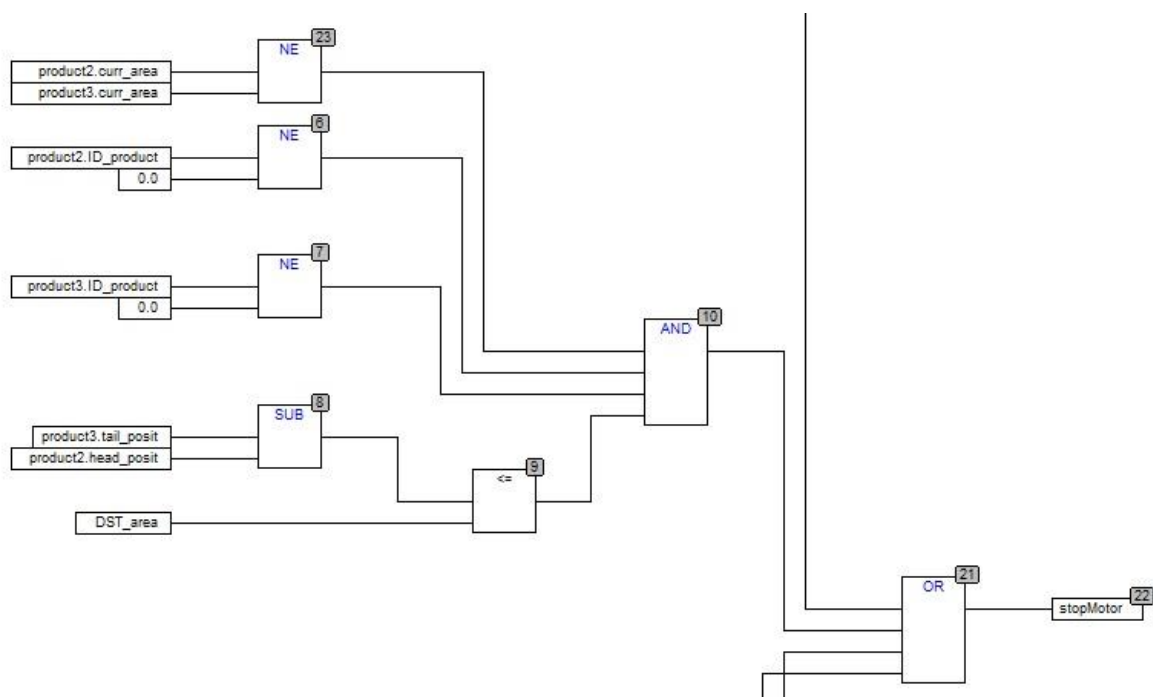 23
NE
product2.curr_area
product3.curr_area
6
NE
product2.ID_product
0.0
7
NE
product3.ID_product
0.0
10
AND
8
SUB
product3.tail_posit
product2.head_posit
9
<=
DST_area
21
OR
22
stopMotor